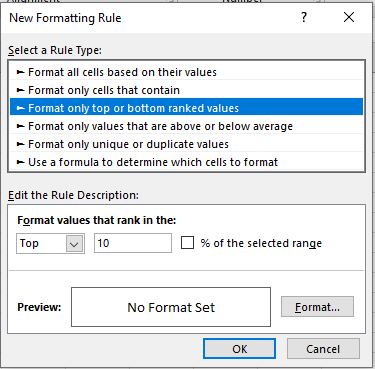 New Formatting Rule ? ×
Select a Rule Type:
► Format all cells based on their values
► Format only cells that contain
► Format only top or bottom ranked values
► Format only values that are above or below average
► Format only unique or duplicate values
► Use a formula to determine which cells to format
Edit the Rule Description:
Format values that rank in the:
Top 10 % of the selected range
Preview: No Format Set Format...
OK Cancel